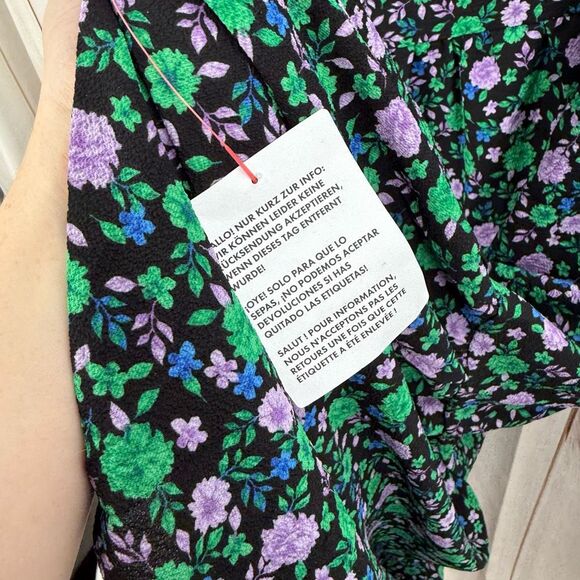 ALLO! NUR KURZ ZUR INFO:
WIR KÖNNEN LEIDER KEINE
RÜCKSENDUNG AKZEPTIEREN,
WENN DIESES TAG ENTFERNT
WURDE!
¡OYE! SOLO PARA QUE LO
SEPAS, ¡NO PODEMOS ACEPTAR
DEVOLUCIONES SI HAS
QUITADO LAS ETIQUETAS!
SALUT ! POUR INFORMATION,
NOUS N'ACCEPTONS PAS LES
RETOURS UNE FOIS QUE CETTE
ÉTIQUETTE A ÉTÉ ENLEVÉE !